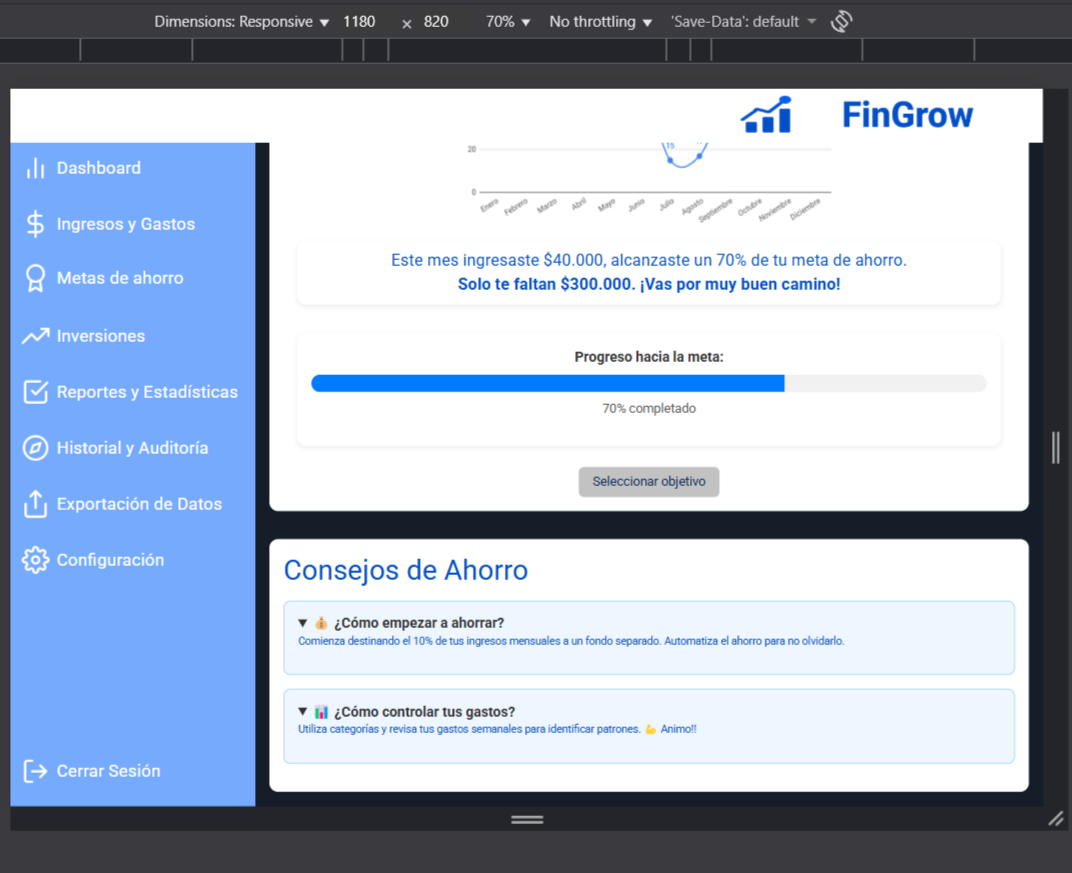 Dimensions: Responsive ▼ 1180 × 820 70% ▼ No throttling ▼ 'Save-Data': default ▼
FinGrow
Dashboard
Ingresos y Gastos
Metas de ahorro
Inversiones
Reportes y Estadísticas
Historial y Auditoría
Exportación de Datos
Configuración
Cerrar Sesión
15
20
0
Enero Febrero Marzo Abril Mayo Junio Julio Agosto Septiembre Octubre Noviembre Diciembre
Este mes ingresaste $40.000, alcanzaste un 70% de tu meta de ahorro.
Solo te faltan $300.000. ¡Vas por muy buen camino!
Progreso hacia la meta:
70% completado
Seleccionar objetivo
Consejos de Ahorro
▼ 💰 ¿Cómo empezar a ahorrar?
Comienza destinando el 10% de tus ingresos mensuales a un fondo separado. Automatiza el ahorro para no olvidarlo.
▼ 📊 ¿Cómo controlar tus gastos?
Utiliza categorías y revisa tus gastos semanales para identificar patrones. 💪 Animo!!